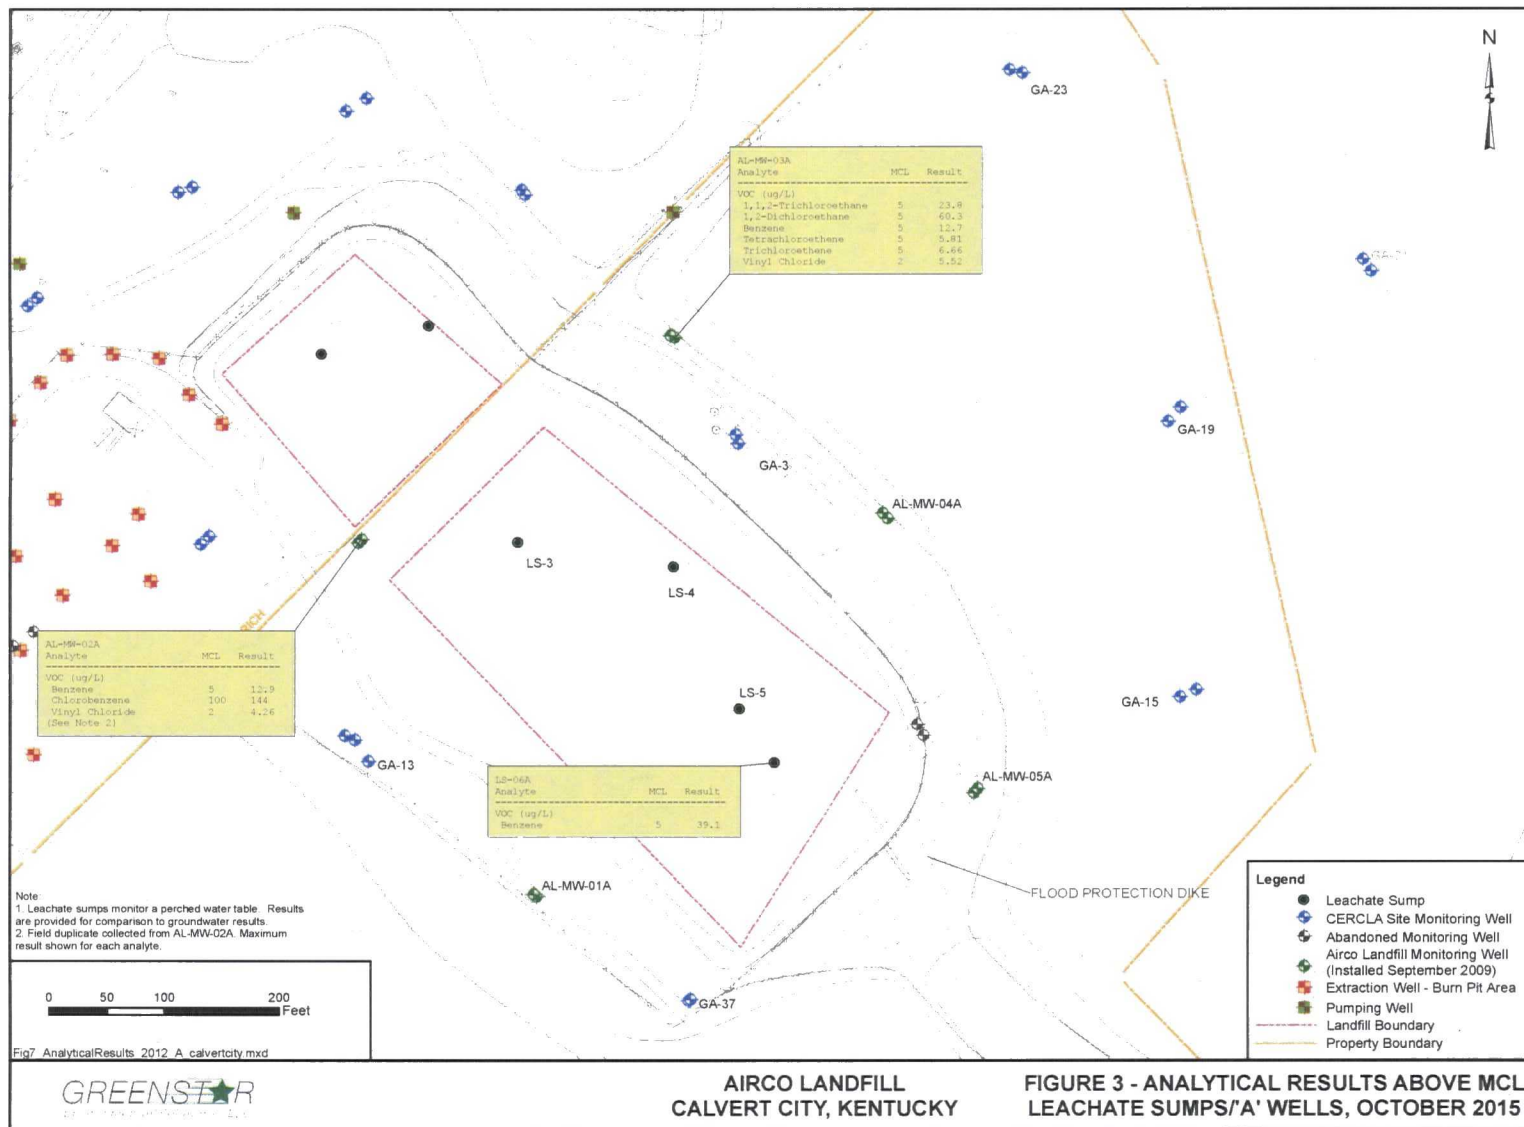 N
GA-23
AL-MW-03A
Analyte MCL Result
VOC (ug/L)
1,1,2-Trichloroethane 5 23.8
1,2-Dichloroethane 5 60.3
Benzene 5 12.7
Tetrachloroethene 5 5.81
Trichloroethene 5 6.66
Vinyl Chloride 2 5.52
GA-19
GA-3
AL-MW-04A
LS-3
LS-4
RICH
AL-MW-02A
Analyte MCL Result
VOC (ug/L)
Benzene 5 12.9
Chlorobenzene 100 144
Vinyl Chloride 2 4.26
(See Note 2)
LS-5
GA-15
GA-13
LS-06A
Analyte MCL Result
VOC (ug/L)
Benzene 5 39.1
AL-MW-05A
AL-MW-01A
FLOOD PROTECTION DIKE
GA-37
Note
1. Leachate sumps monitor a perched water table. Results
are provided for comparison to groundwater results.
2. Field duplicate collected from AL-MW-02A. Maximum
result shown for each analyte.
0 50 100 200
Feet
Fig7_AnalyticalResults_2012_A_calvertcity.mxd
Legend
Leachate Sump
CERCLA Site Monitoring Well
Abandoned Monitoring Well
Airco Landfill Monitoring Well
(Installed September 2009)
Extraction Well - Burn Pit Area
Pumping Well
Landfill Boundary
Property Boundary
GREENSTAR
AIRCO LANDFILL
CALVERT CITY, KENTUCKY
FIGURE 3 - ANALYTICAL RESULTS ABOVE MCL
LEACHATE SUMPS/'A' WELLS, OCTOBER 2015